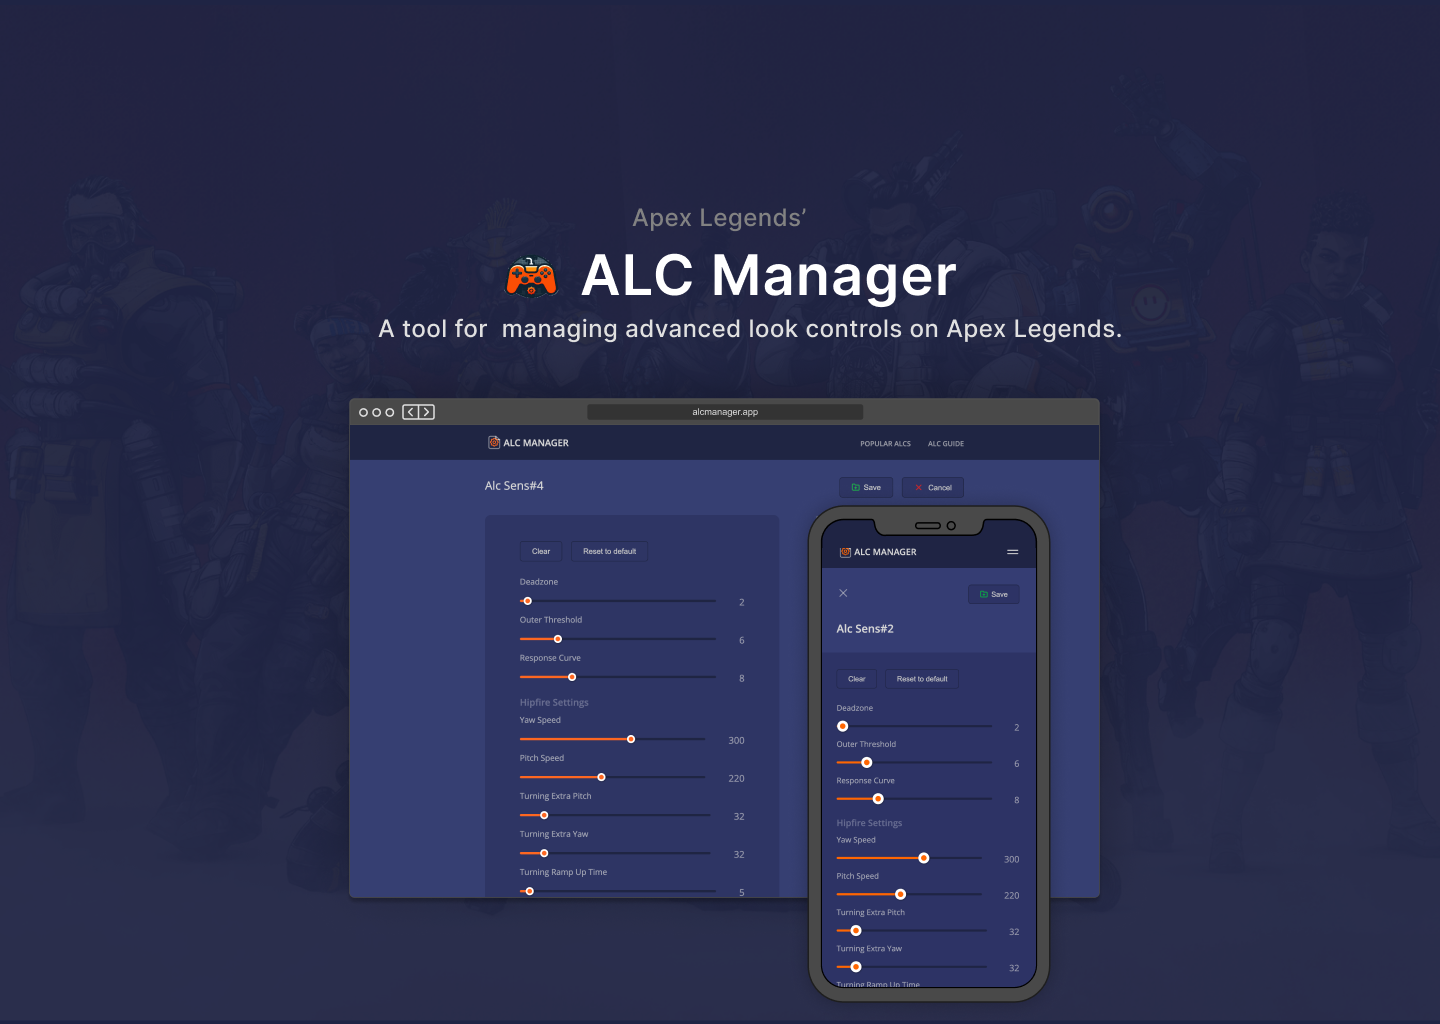 Apex Legends’
ALC Manager
A tool for managing advanced look controls on Apex Legends.
alcmanager.app
ALC MANAGER
POPULAR ALCS
ALC GUIDE
Alc Sens#4
Save
Cancel
Clear
Reset to default
Deadzone
2
Outer Threshold
6
Response Curve
8
Hipfire Settings
Yaw Speed
300
Pitch Speed
220
Turning Extra Pitch
32
Turning Extra Yaw
32
Turning Ramp Up Time
5
ALC MANAGER
Save
Alc Sens#2
Clear
Reset to default
Deadzone
2
Outer Threshold
6
Response Curve
8
Hipfire Settings
Yaw Speed
300
Pitch Speed
220
Turning Extra Pitch
32
Turning Extra Yaw
32
Turning Ramp Up Time